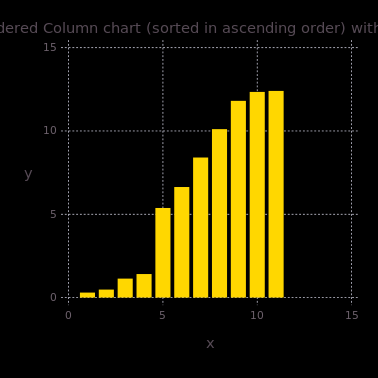 dered Column chart (sorted in ascending order) with
15
10
y
5
0
0 5 10 15
x